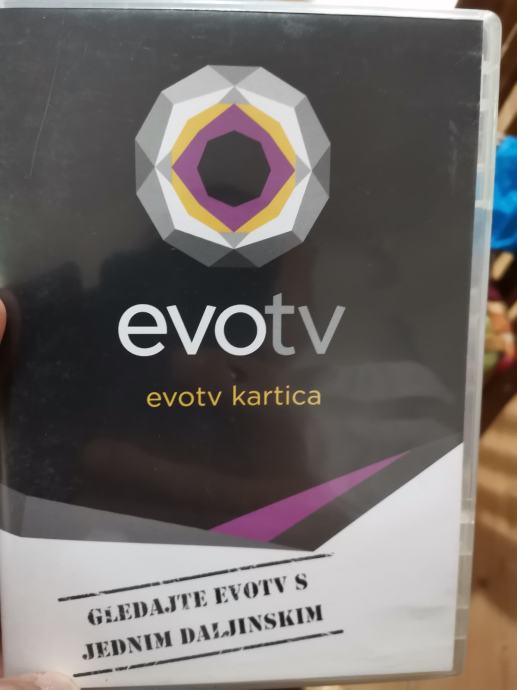 evotv
evotv kartica
GLEDAJTE EVOTV S
JEDNIM DALJINSKIM